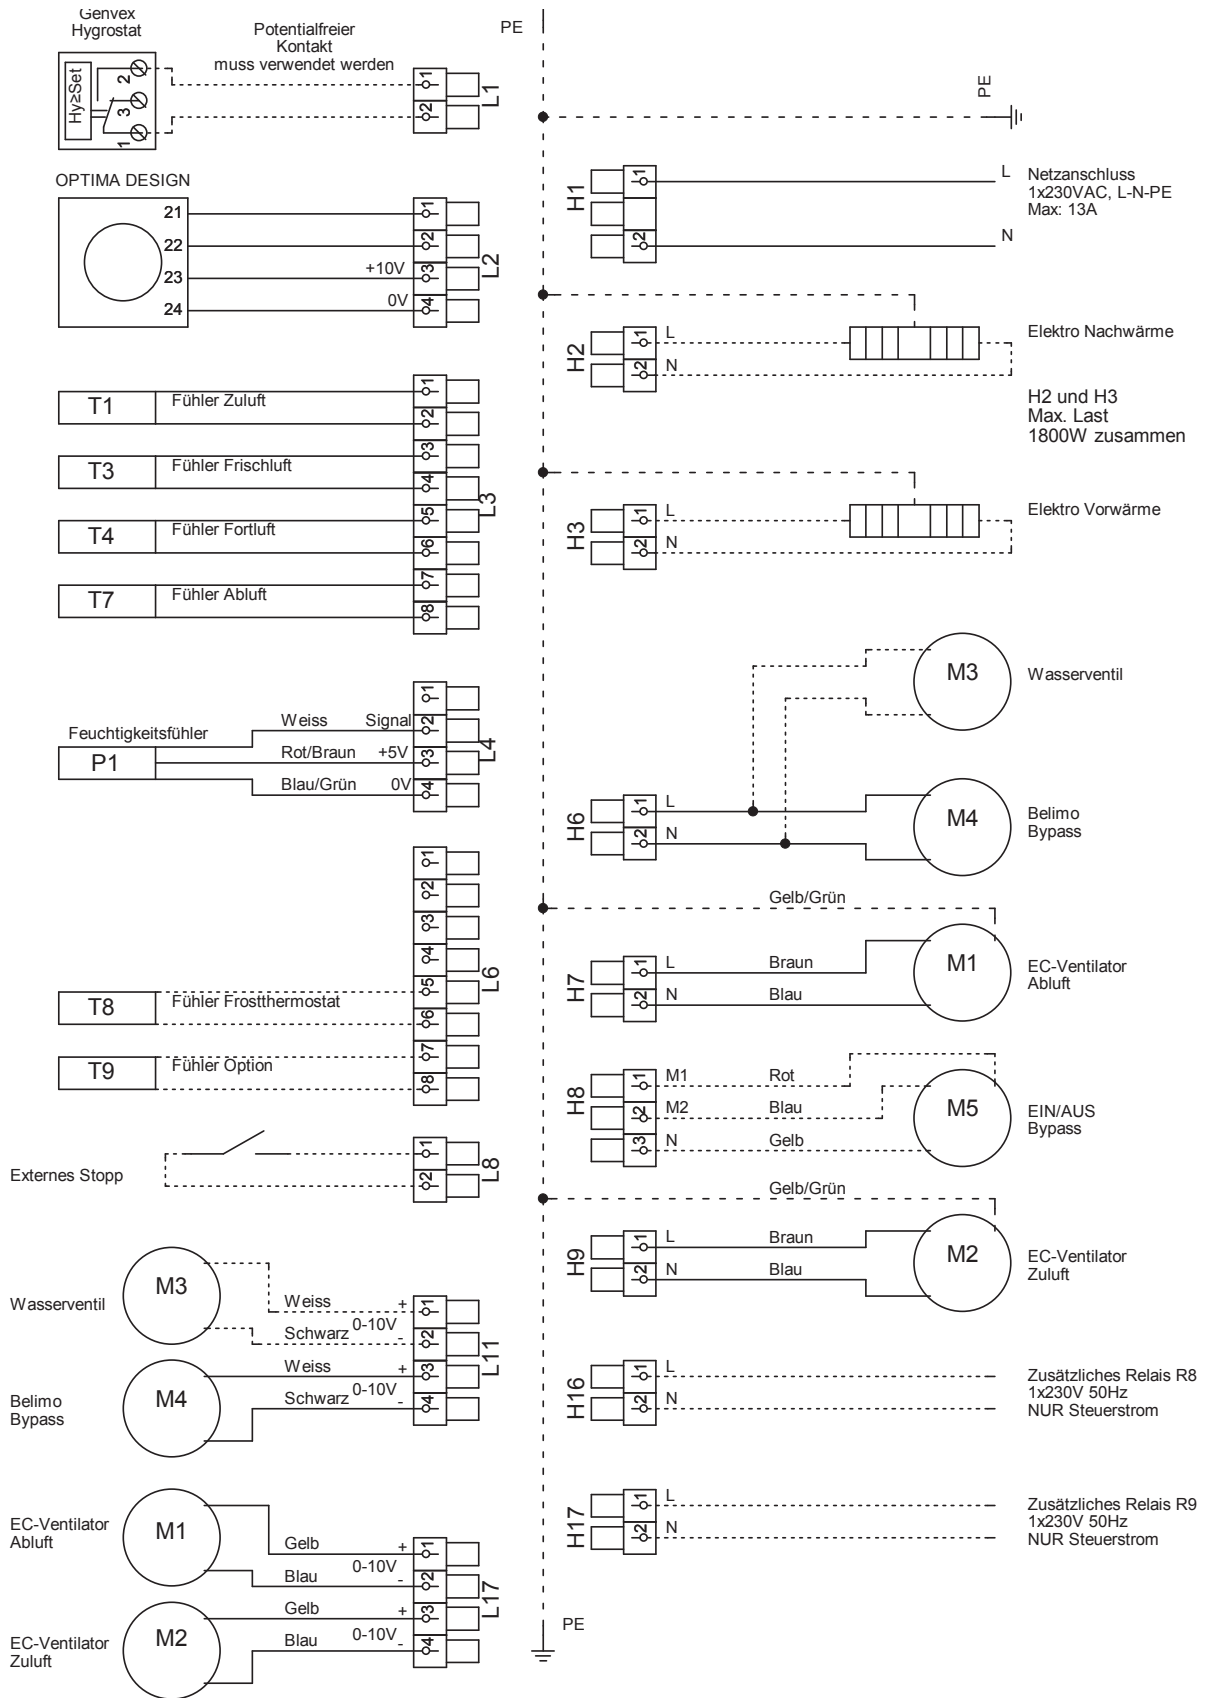 Genvex
Hygrostat
Potentialfreier
Kontakt
muss verwendet werden
Hy≥Set
2
3
1
1
2
L1
OPTIMA DESIGN
21
22
23
24
+10V
0V
1
2
3
4
L2
T1
Fühler Zuluft
T3
Fühler Frischluft
T4
Fühler Fortluft
T7
Fühler Abluft
1
2
3
4
5
6
7
8
L3
Feuchtigkeitsfühler
P1
Weiss
Signal
Rot/Braun
+5V
Blau/Grün
0V
1
2
3
4
L4
T8
Fühler Frostthermostat
T9
Fühler Option
1
2
3
4
5
6
7
8
L6
Externes Stopp
1
2
L8
Wasserventil
M3
Weiss
+
0-10V
Schwarz
-
Belimo
Bypass
M4
Weiss
+
0-10V
Schwarz
-
1
2
3
4
L11
EC-Ventilator
Abluft
M1
Gelb
+
0-10V
Blau
-
EC-Ventilator
Zuluft
M2
Gelb
+
0-10V
Blau
-
1
2
3
4
L17
PE
PE
H1
1
2
L
N
Netzanschluss
1x230VAC, L-N-PE
Max: 13A
H2
1
2
L
N
Elektro Nachwärme
H2 und H3
Max. Last
1800W zusammen
H3
1
2
L
N
Elektro Vorwärme
M3
Wasserventil
H6
1
2
L
N
M4
Belimo
Bypass
Gelb/Grün
H7
1
2
L
N
Braun
Blau
M1
EC-Ventilator
Abluft
H8
1
2
3
M1
M2
N
Rot
Blau
Gelb
M5
EIN/AUS
Bypass
Gelb/Grün
H9
1
2
L
N
Braun
Blau
M2
EC-Ventilator
Zuluft
H16
1
2
L
N
Zusätzliches Relais R8
1x230V 50Hz
NUR Steuerstrom
H17
1
2
L
N
Zusätzliches Relais R9
1x230V 50Hz
NUR Steuerstrom
PE